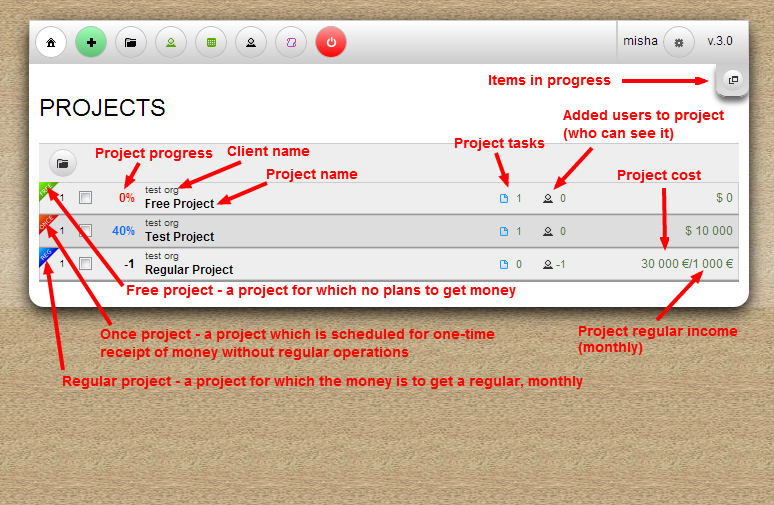 misha
v.3.0
Items in progress
PROJECTS
Added users to project
(who can see it)
Project progress
Client name
Project tasks
Project name
Project cost
FREE 1 0% test org 1 0 $ 0
Free Project
ONCE 1 40% test org 1 0 $ 10 000
Test Project
REG 1 -1 test org 0 -1 30 000 €/1 000 €
Regular Project
Free project - a project for which no plans to get money
Once project - a project which is scheduled for one-time
receipt of money without regular operations
Project regular income
(monthly)
Regular project - a project for which the money is to get a regular, monthly